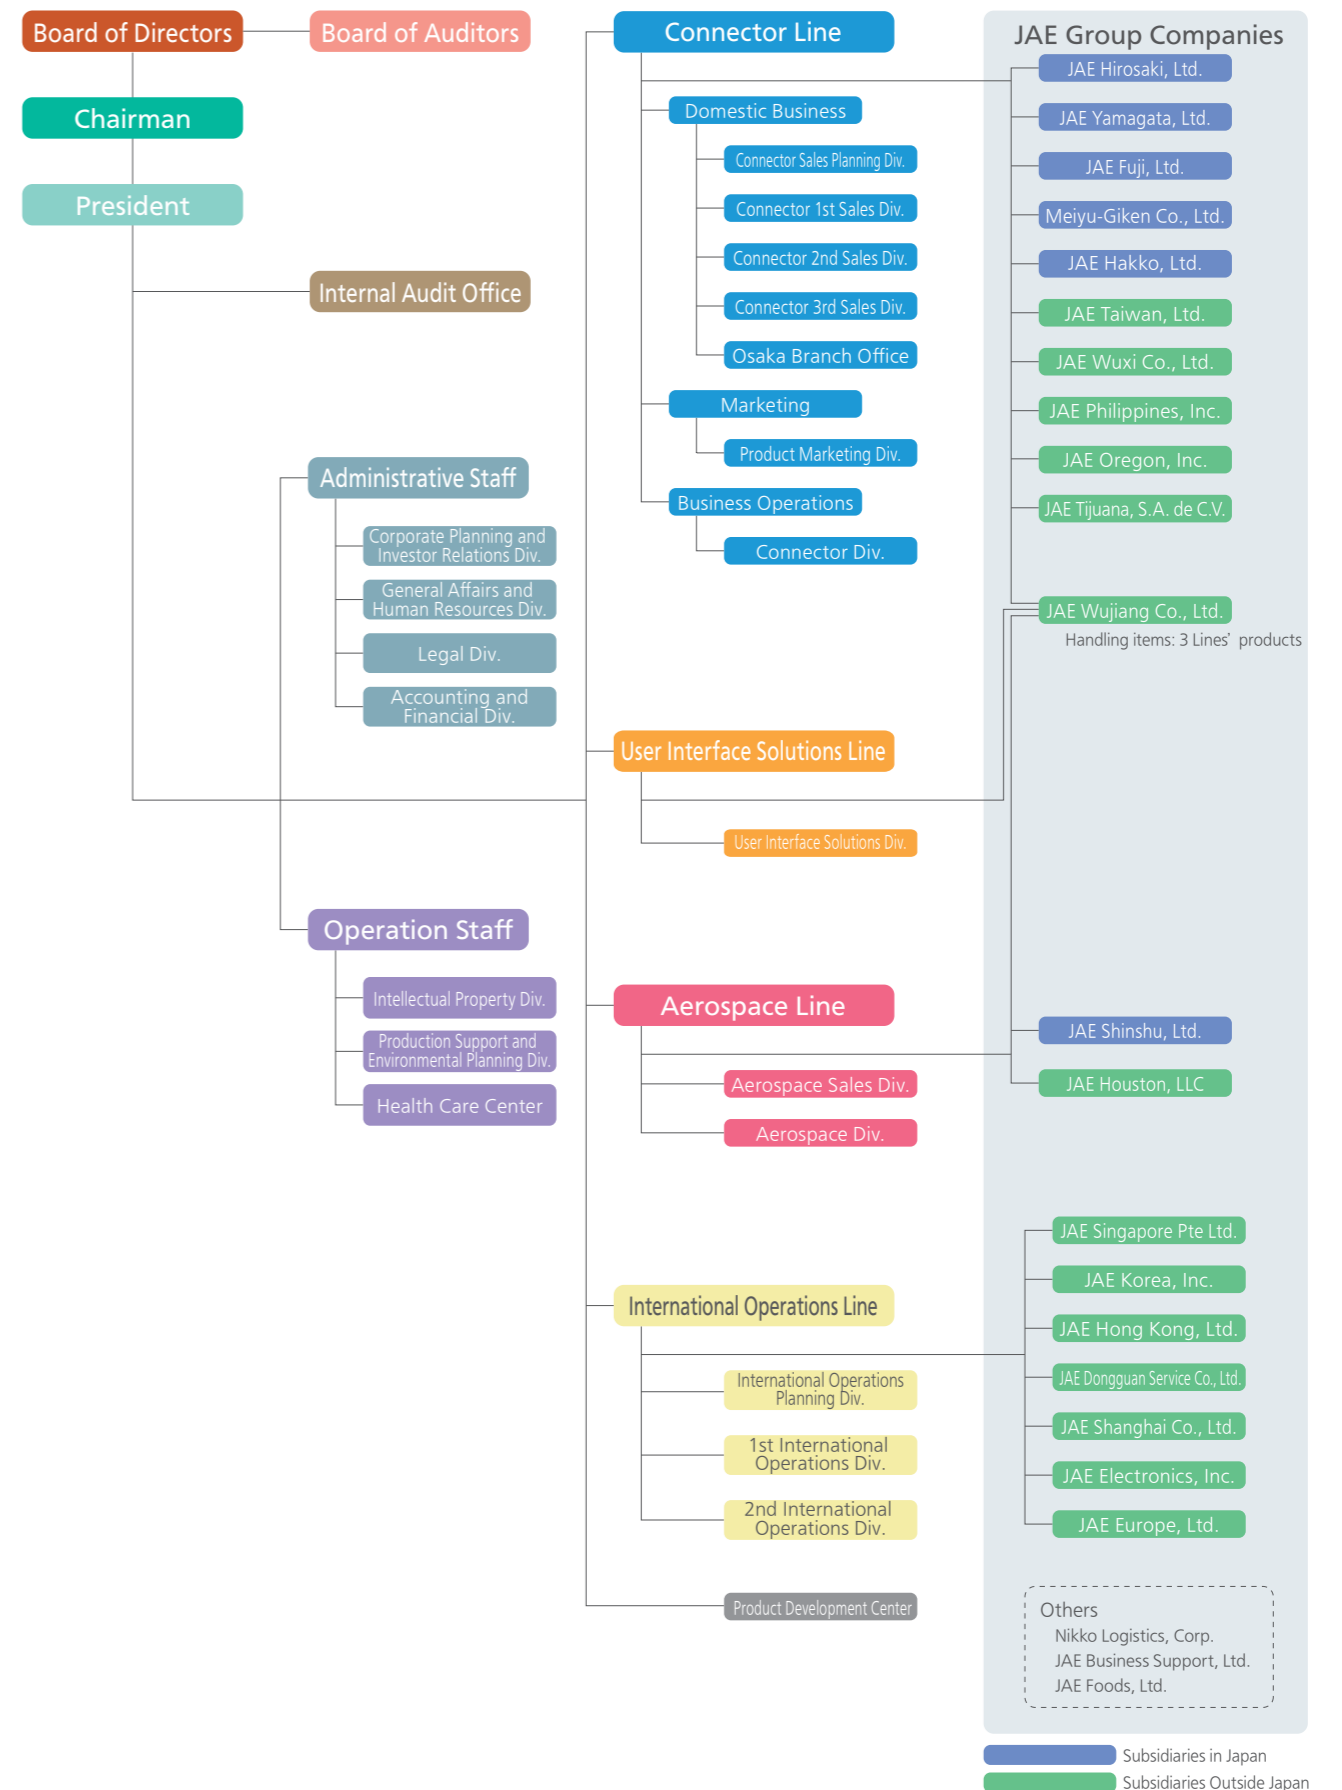 Board of Directors
Board of Auditors
Chairman
President
Internal Audit Office
Administrative Staff
Corporate Planning and
Investor Relations Div.
General Affairs and
Human Resources Div.
Legal Div.
Accounting and
Financial Div.
Operation Staff
Intellectual Property Div.
Production Support and
Environmental Planning Div.
Health Care Center
Connector Line
Domestic Business
Connector Sales Planning Div.
Connector 1st Sales Div.
Connector 2nd Sales Div.
Connector 3rd Sales Div.
Osaka Branch Office
Marketing
Product Marketing Div.
Business Operations
Connector Div.
User Interface Solutions Line
User Interface Solutions Div.
Aerospace Line
Aerospace Sales Div.
Aerospace Div.
International Operations Line
International Operations
Planning Div.
1st International
Operations Div.
2nd International
Operations Div.
Product Development Center
JAE Group Companies
JAE Hirosaki, Ltd.
JAE Yamagata, Ltd.
JAE Fuji, Ltd.
Meiyu-Giken Co., Ltd.
JAE Hakko, Ltd.
JAE Taiwan, Ltd.
JAE Wuxi Co., Ltd.
JAE Philippines, Inc.
JAE Oregon, Inc.
JAE Tijuana, S.A. de C.V.
JAE Wujiang Co., Ltd.
Handling items: 3 Lines' products
JAE Shinshu, Ltd.
JAE Houston, LLC
JAE Singapore Pte Ltd.
JAE Korea, Inc.
JAE Hong Kong, Ltd.
JAE Dongguan Service Co., Ltd.
JAE Shanghai Co., Ltd.
JAE Electronics, Inc.
JAE Europe, Ltd.
Others
Nikko Logistics, Corp.
JAE Business Support, Ltd.
JAE Foods, Ltd.
Subsidiaries in Japan
Subsidiaries Outside Japan